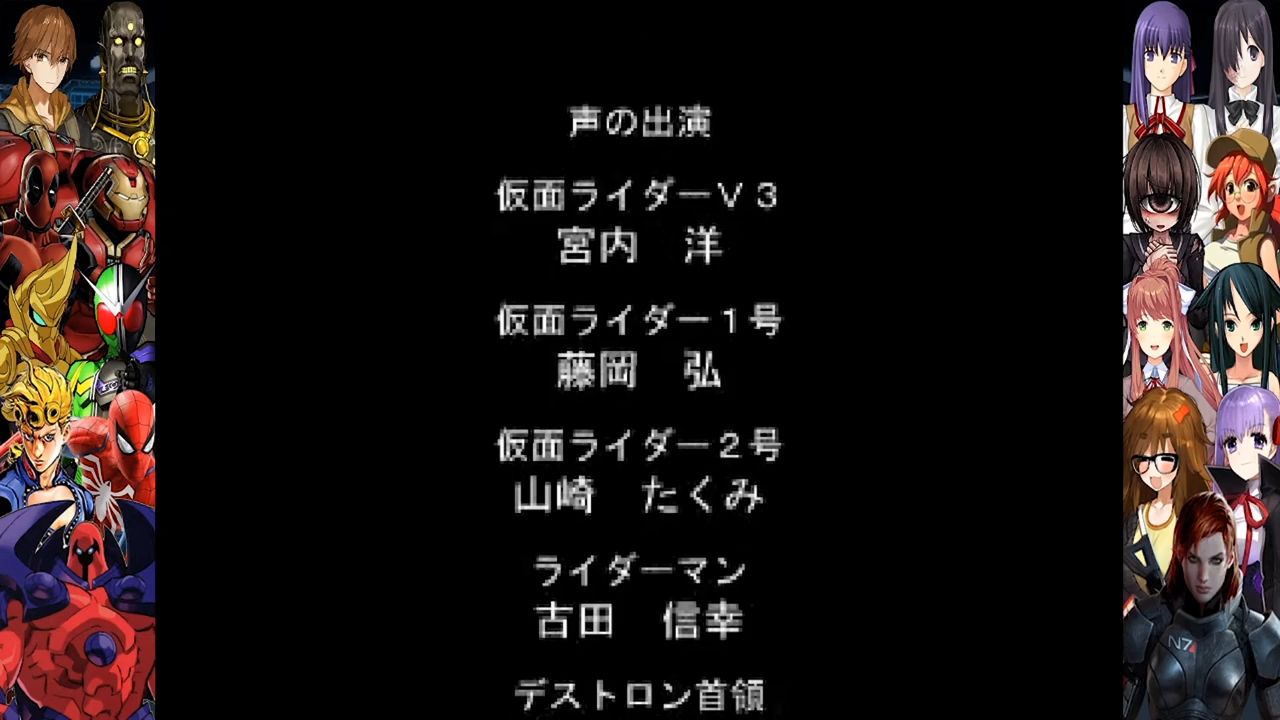 声の出演
仮面ライダーV3
宮内 洋
仮面ライダー1号
藤岡 弘
仮面ライダー2号
山崎 たくみ
ライダーマン
古田 信幸
デストロン首領
N7